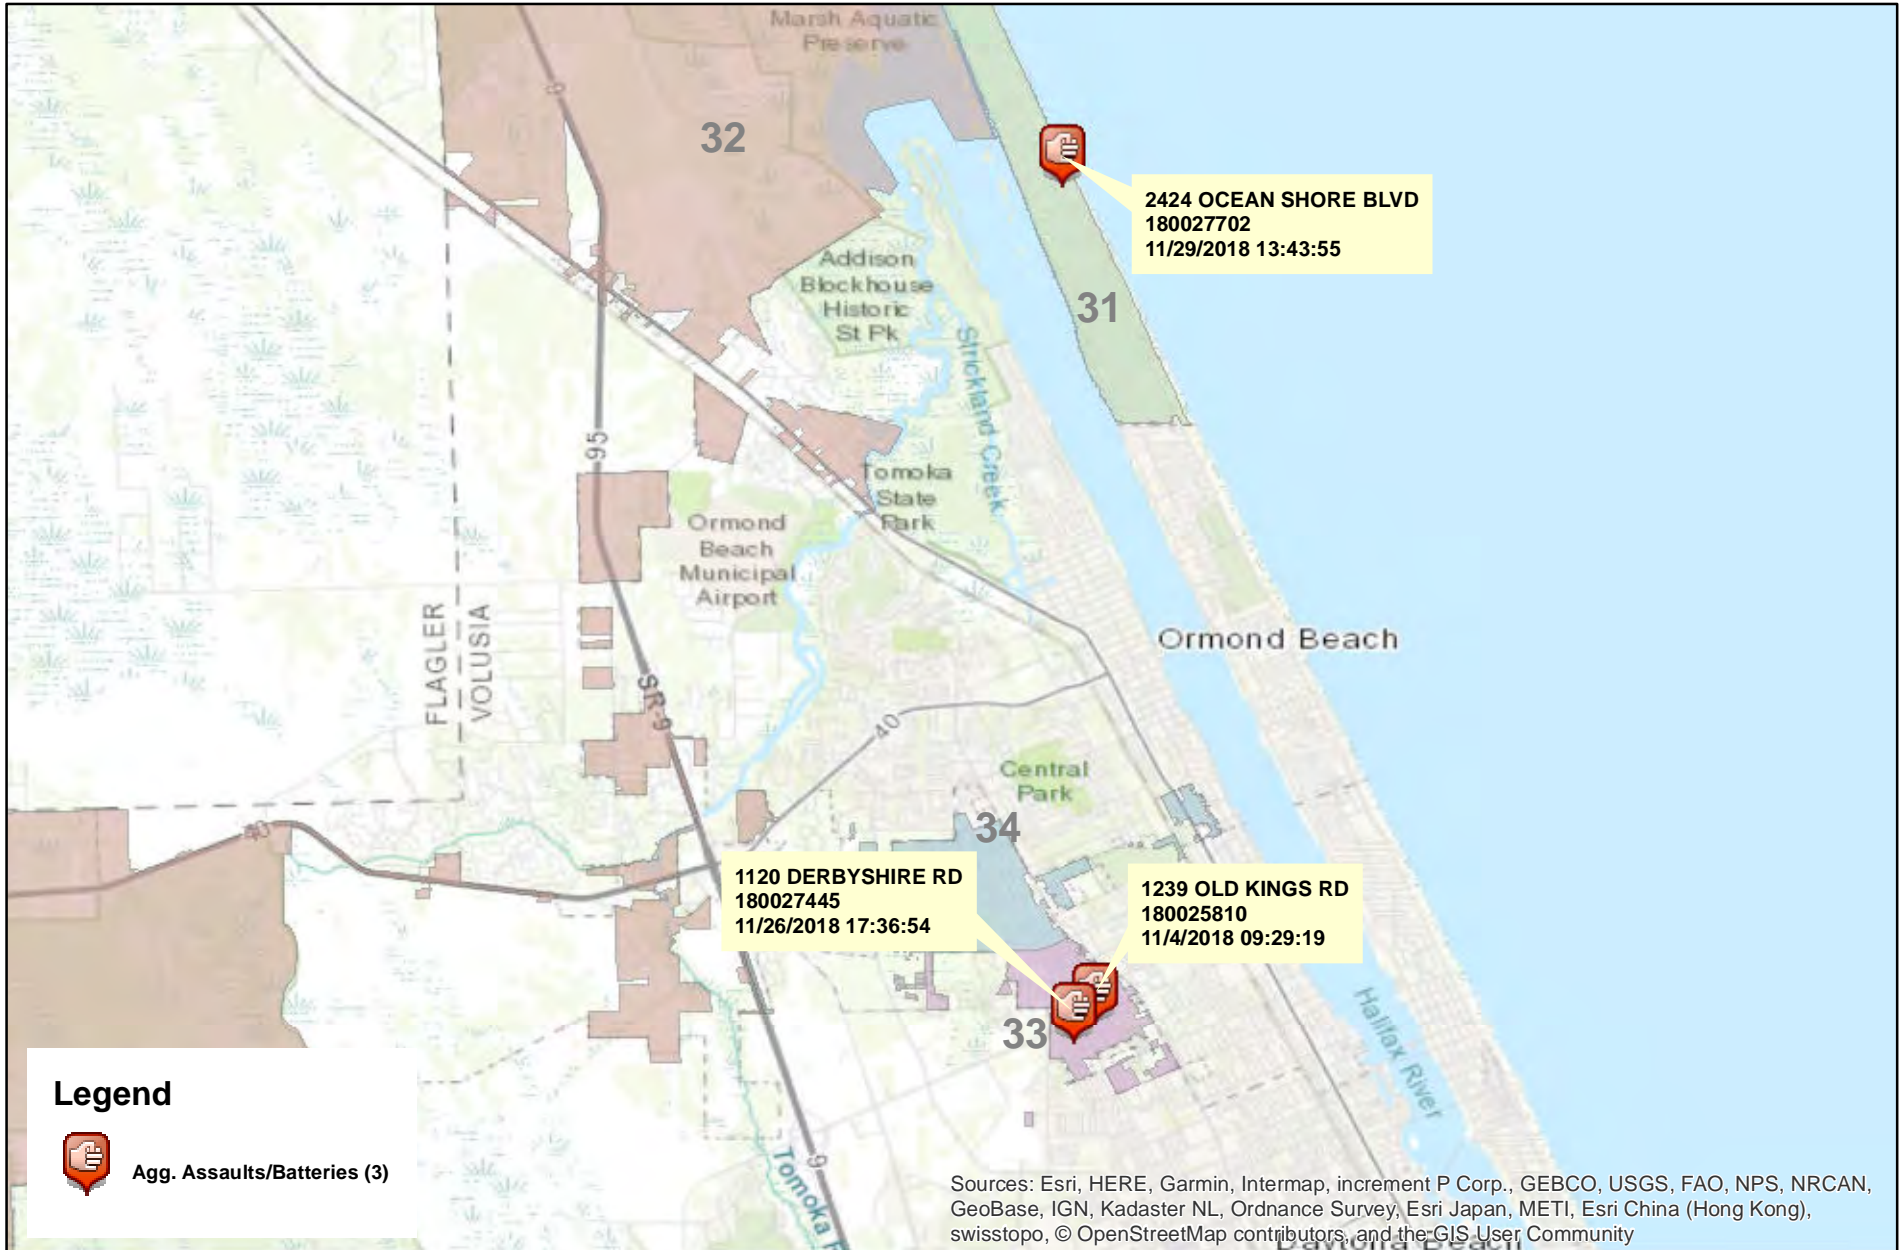 Marsh Aquatic
Preserve
32
2424 OCEAN SHORE BLVD
180027702
11/29/2018 13:43:55
Addison
Blockhouse
Historic
St Pk
31
Strickland Creek
95
Tomoka
State
Park
Ormond
Beach
Municipal
Airport
FLAGLER
VOLUSIA
Ormond Beach
SR-9
40
Central
Park
40
34
1120 DERBYSHIRE RD
180027445
11/26/2018 17:36:54
1239 OLD KINGS RD
180025810
11/4/2018 09:29:19
33
Halifax River
Legend
Agg. Assaults/Batteries (3)
9
Tomoka
Sources: Esri, HERE, Garmin, Intermap, increment P Corp., GEBCO, USGS, FAO, NPS, NRCAN,
GeoBase, IGN, Kadaster NL, Ordnance Survey, Esri Japan, METI, Esri China (Hong Kong),
swisstopo, © OpenStreetMap contributors, and the GIS User Community
Daytona Beach